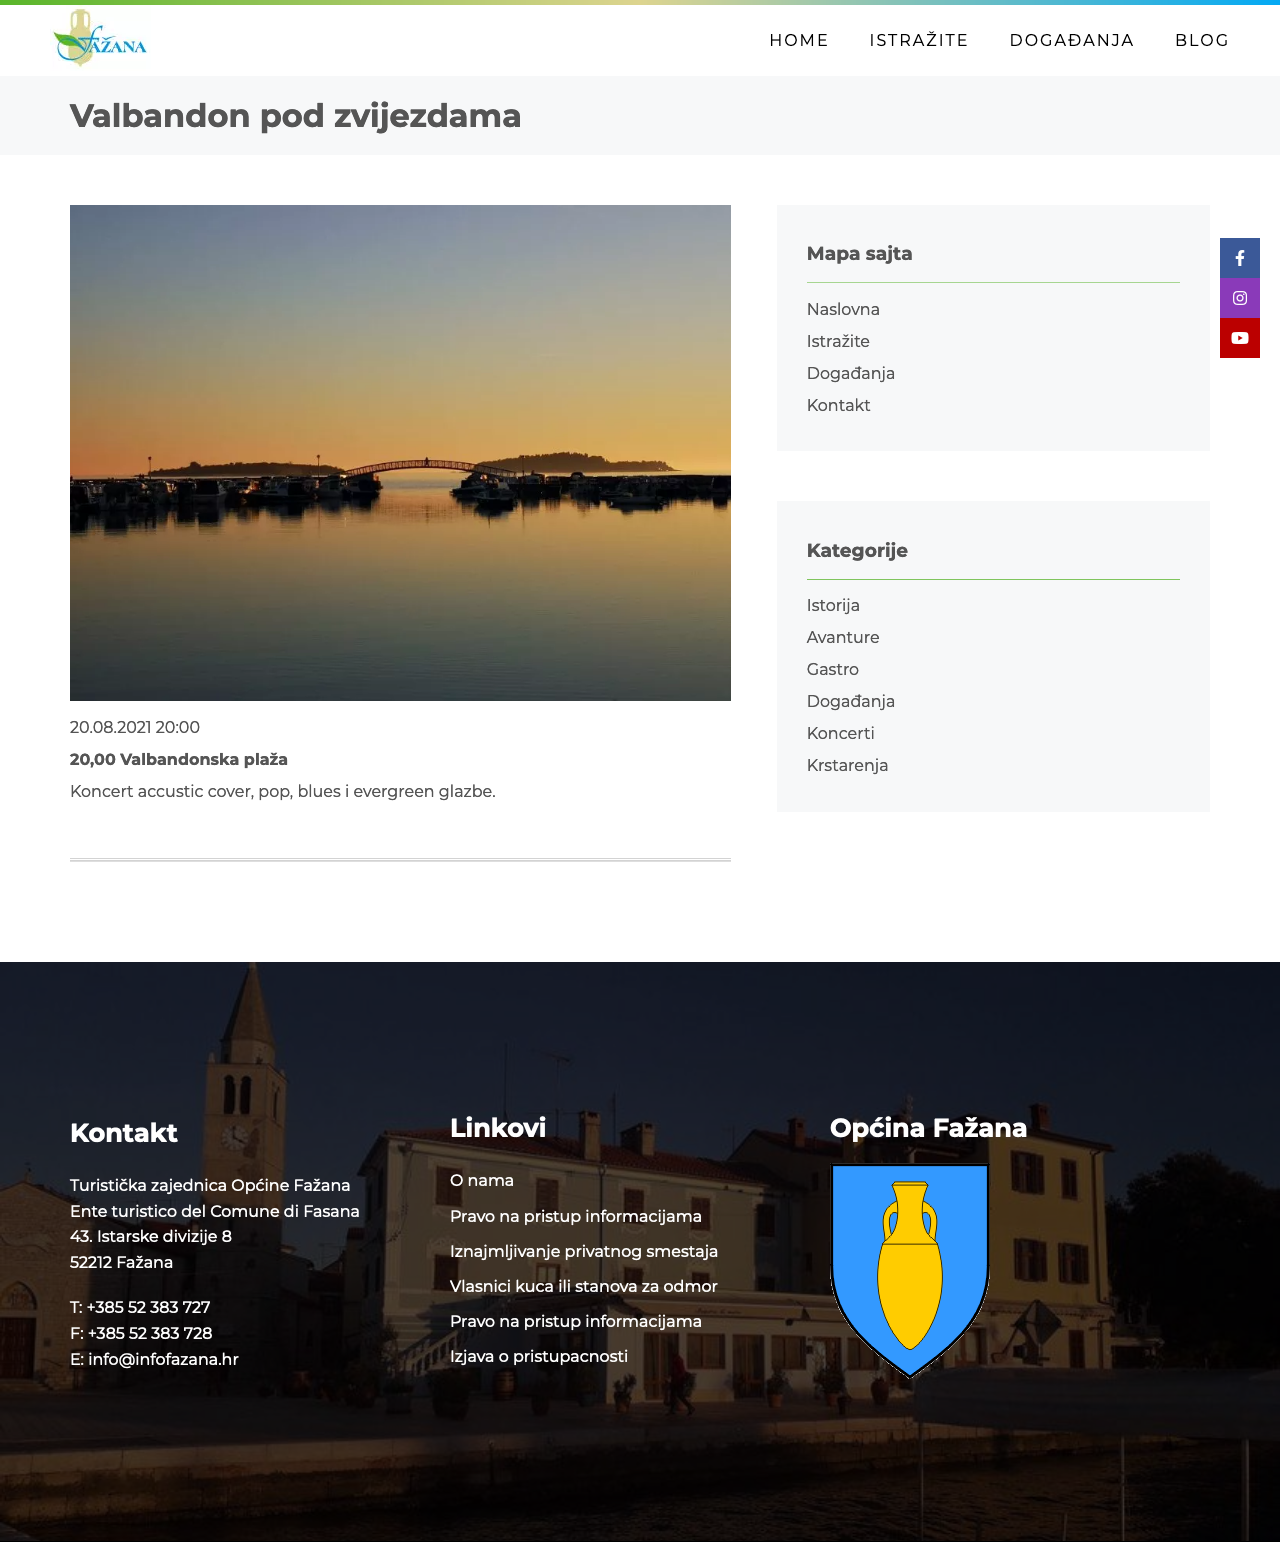 FAŽANA
HOME ISTRAŽITE DOGAĐANJA BLOG
Valbandon pod zvijezdama
20.08.2021 20:00
20,00 Valbandonska plaža
Koncert accustic cover, pop, blues i evergreen glazbe.
Mapa sajta
Naslovna
Istražite
Događanja
Kontakt
Kategorije
Istorija
Avanture
Gastro
Događanja
Koncerti
Krstarenja
Kontakt
Turistička zajednica Općine Fažana
Ente turistico del Comune di Fasana
43. Istarske divizije 8
52212 Fažana
T: +385 52 383 727
F: +385 52 383 728
E: info@infofazana.hr
Linkovi
O nama
Pravo na pristup informacijama
Iznajmljivanje privatnog smestaja
Vlasnici kuca ili stanova za odmor
Pravo na pristup informacijama
Izjava o pristupacnosti
Općina Fažana